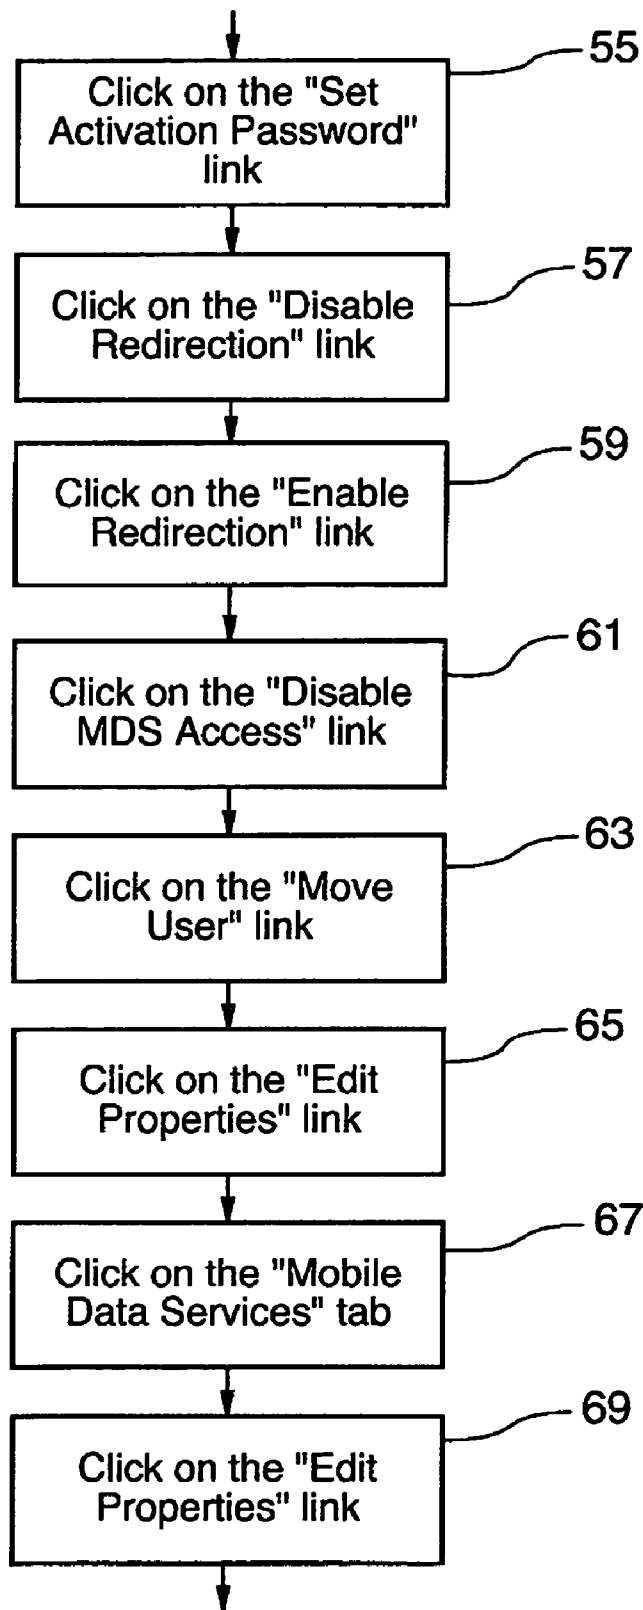 55
Click on the "Set
Activation Password"
link
57
Click on the "Disable
Redirection" link
59
Click on the "Enable
Redirection" link
61
Click on the "Disable
MDS Access" link
63
Click on the "Move
User" link
65
Click on the "Edit
Properties" link
67
Click on the "Mobile
Data Services" tab
69
Click on the "Edit
Properties" link